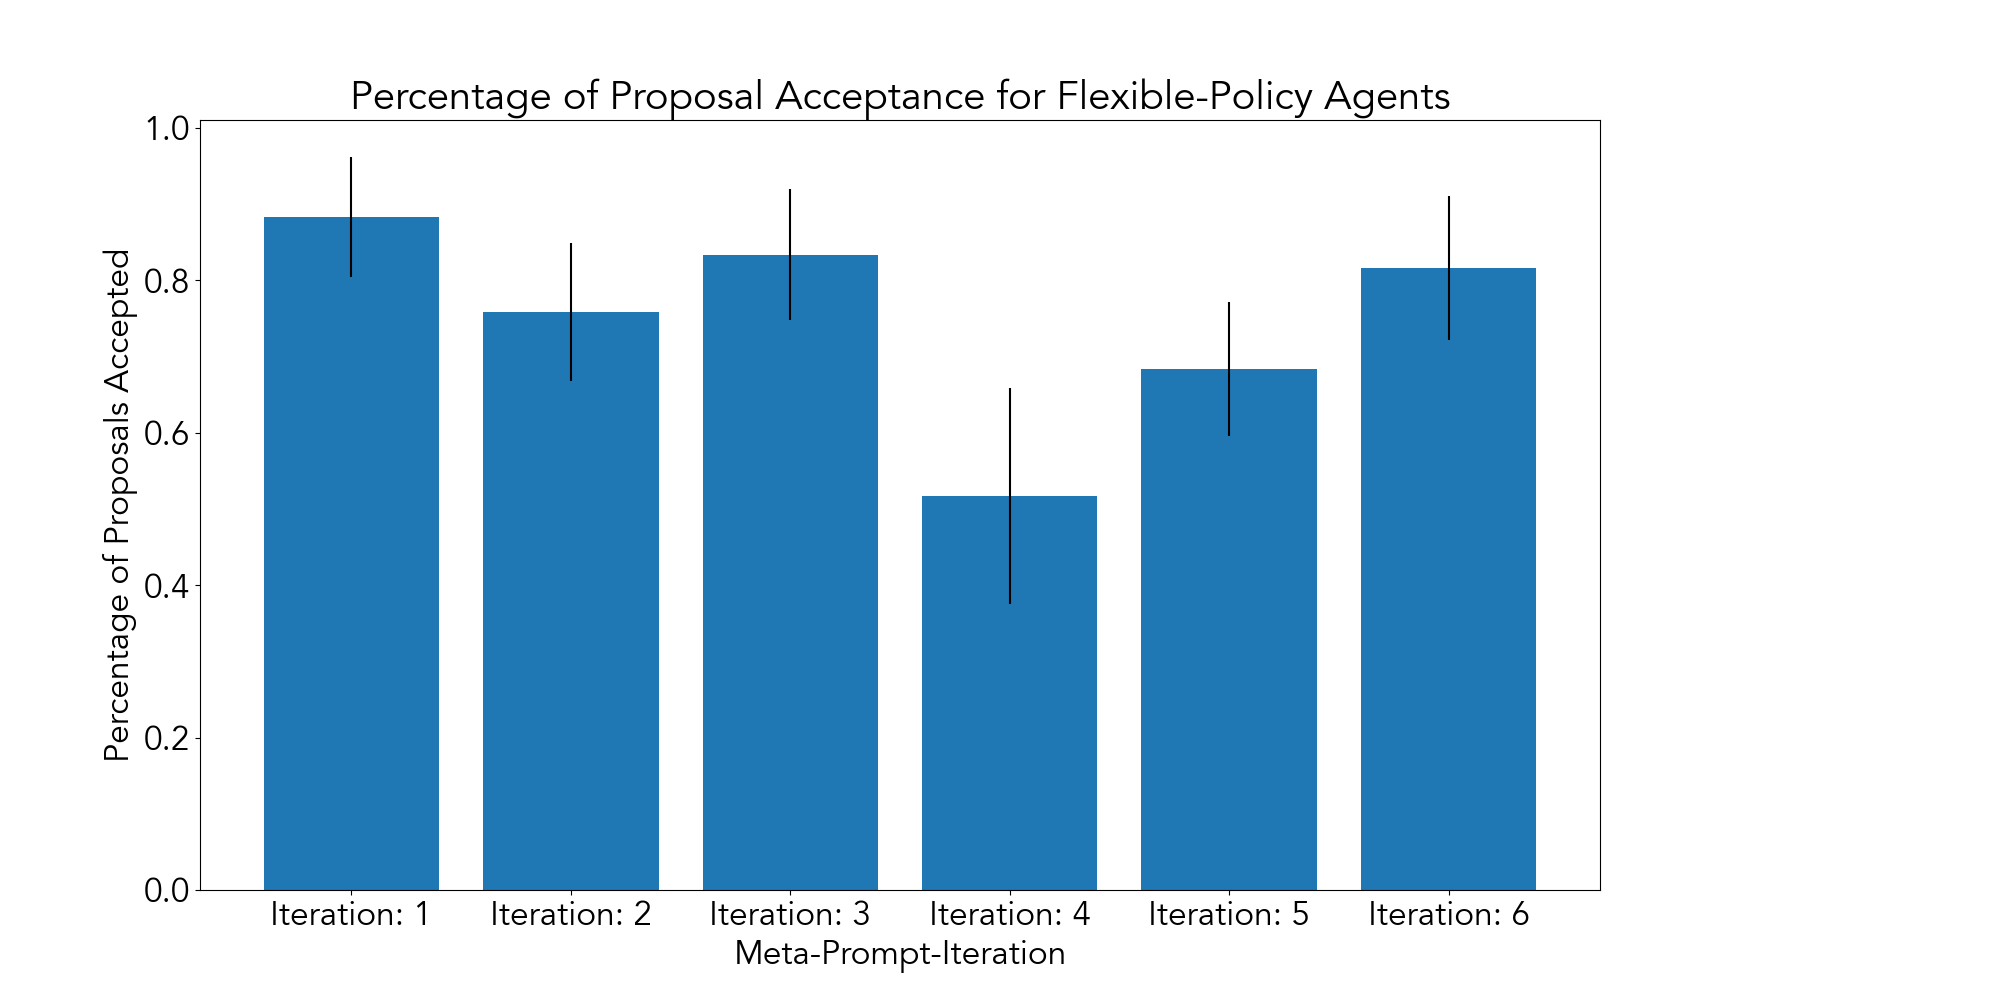 Percentage of Proposal Acceptance for Flexible-Policy Agents
Percentage of Proposals Accepted
1.0
0.8
0.6
0.4
0.2
0.0
Iteration: 1 Iteration: 2 Iteration: 3 Iteration: 4 Iteration: 5 Iteration: 6
Meta-Prompt-Iteration